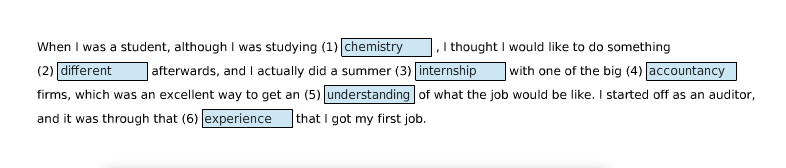 When I was a student, although I was studying (1) chemistry , I thought I would like to do something
(2) different afterwards, and I actually did a summer (3) internship with one of the big (4) accountancy
firms, which was an excellent way to get an (5) understanding of what the job would be like. I started off as an auditor,
and it was through that (6) experience that I got my first job.